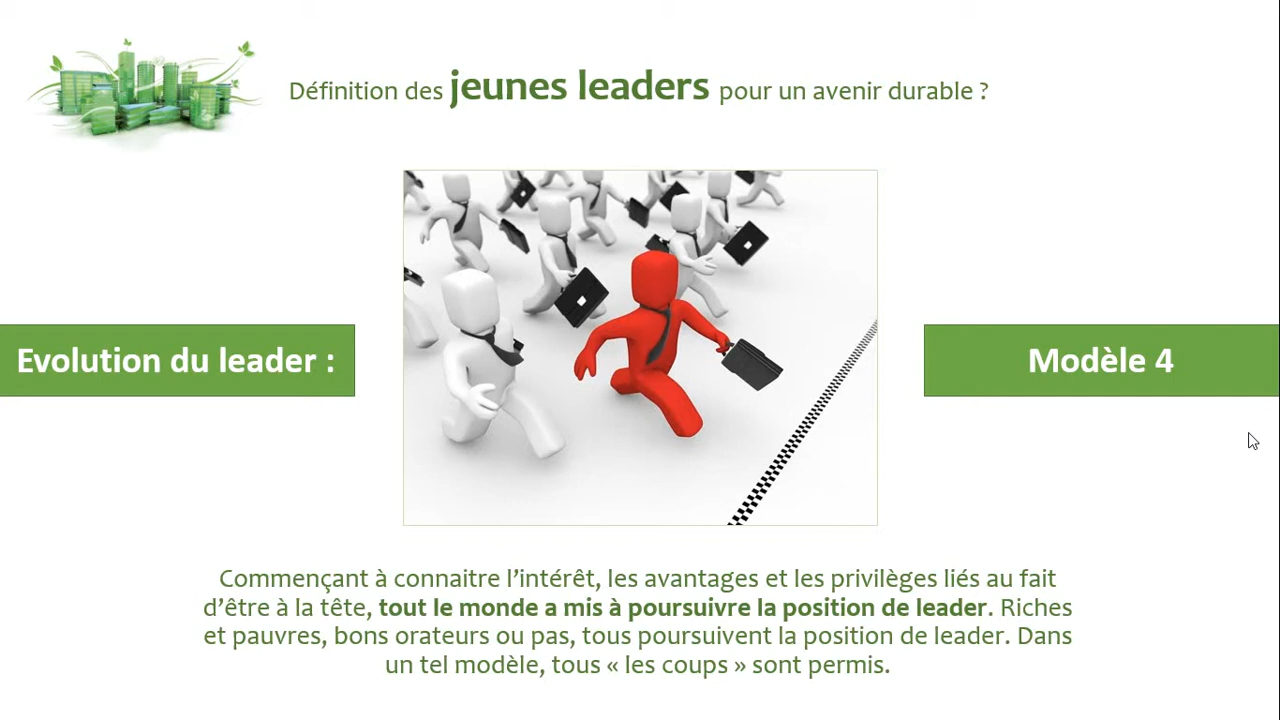 Définition des jeunes leaders pour un avenir durable ?
Evolution du leader :
Modèle 4
Commençant à connaitre l’intérêt, les avantages et les privilèges liés au fait
d’être à la tête, tout le monde a mis à poursuivre la position de leader. Riches
et pauvres, bons orateurs ou pas, tous poursuivent la position de leader. Dans
un tel modèle, tous « les coups » sont permis.